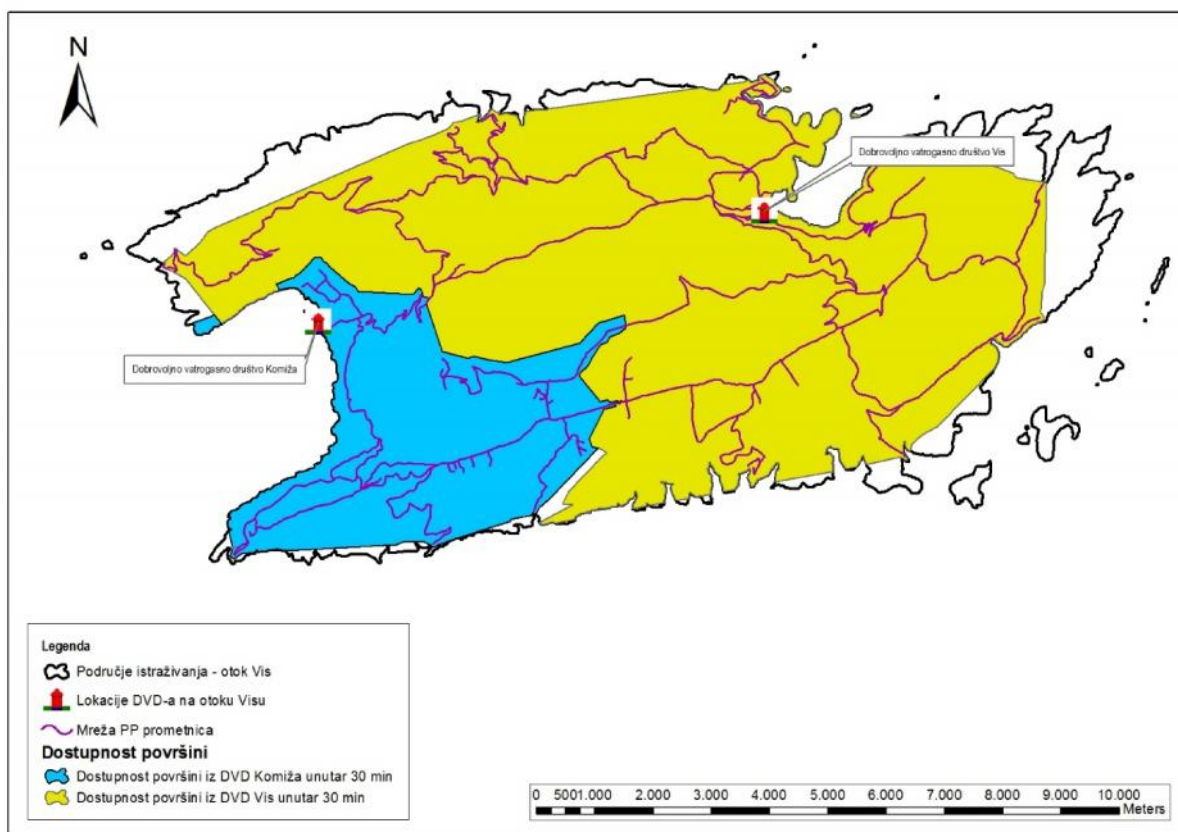 N
Dobrovoljno vatrogasno društvo Vis
Dobrovoljno vatrogasno društvo Komiža
Legenda
Područje istraživanja - otok Vis
Lokacije DVD-a na otoku Visu
Mreža PP prometnica
Dostupnost površini
Dostupnost površini iz DVD Komiža unutar 30 min
Dostupnost površini iz DVD Vis unutar 30 min
0 500 1.000 2.000 3.000 4.000 5.000 6.000 7.000 8.000 9.000 10.000
Meters